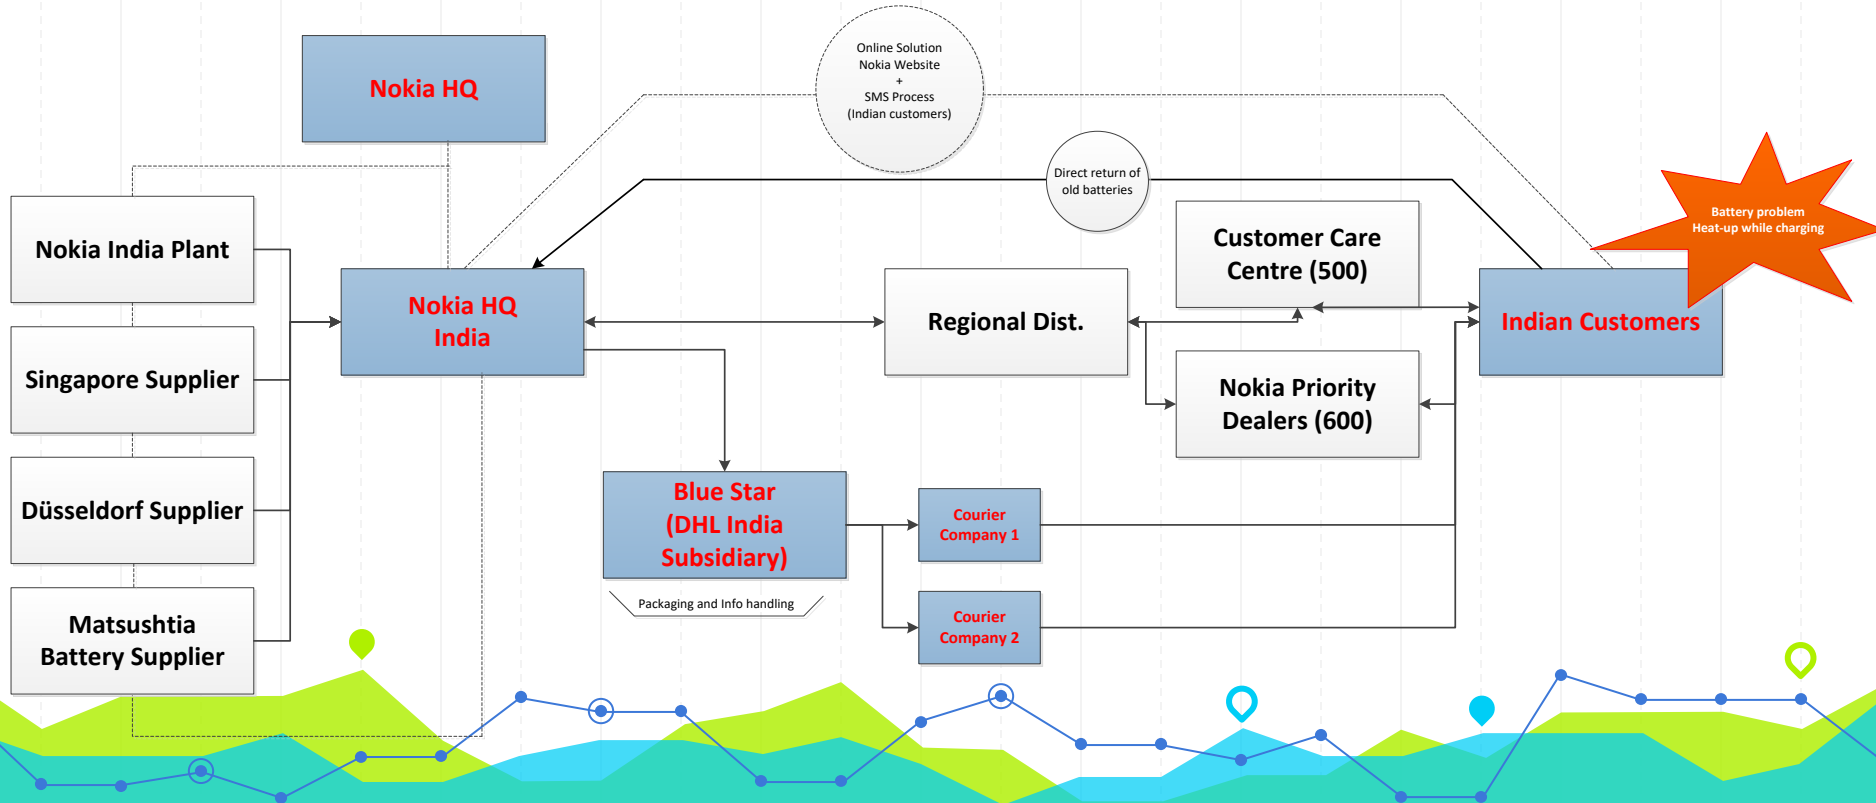 Nokia HQ
Online Solution
Nokia Website
+
SMS Process
(Indian customers)
Direct return of
old batteries
Battery problem
Heat-up while charging
Nokia India Plant
Singapore Supplier
Düsseldorf Supplier
Matsushtia
Battery Supplier
Nokia HQ
India
Regional Dist.
Customer Care
Centre (500)
Nokia Priority
Dealers (600)
Indian Customers
Blue Star
(DHL India
Subsidiary)
Packaging and Info handling
Courier
Company 1
Courier
Company 2